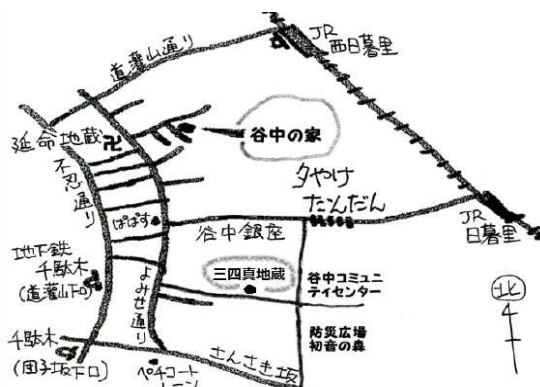 JR
西日暮里
道灌山通り
延命地蔵卍
谷中の家
不忍通り
夕やけ
だんだん
ぱぱす
谷中銀座
JR
日暮里
地下鉄
千駄木
(道灌山下口)
よみせ通り
三四真地蔵
谷中コミュニ
テイセンター
北
防災広場
初音の森
千駄木
(団子坂下口)
さんさき坂
ペチコート
レーン